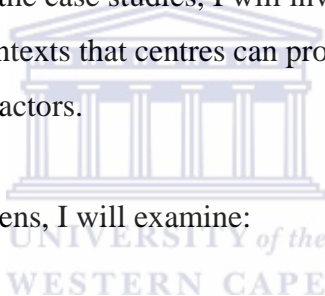 the case studies, I will inv
ntexts that centres can pro
actors.
ens, I will examine:
UNIVERSITY of the
WESTERN CAPE